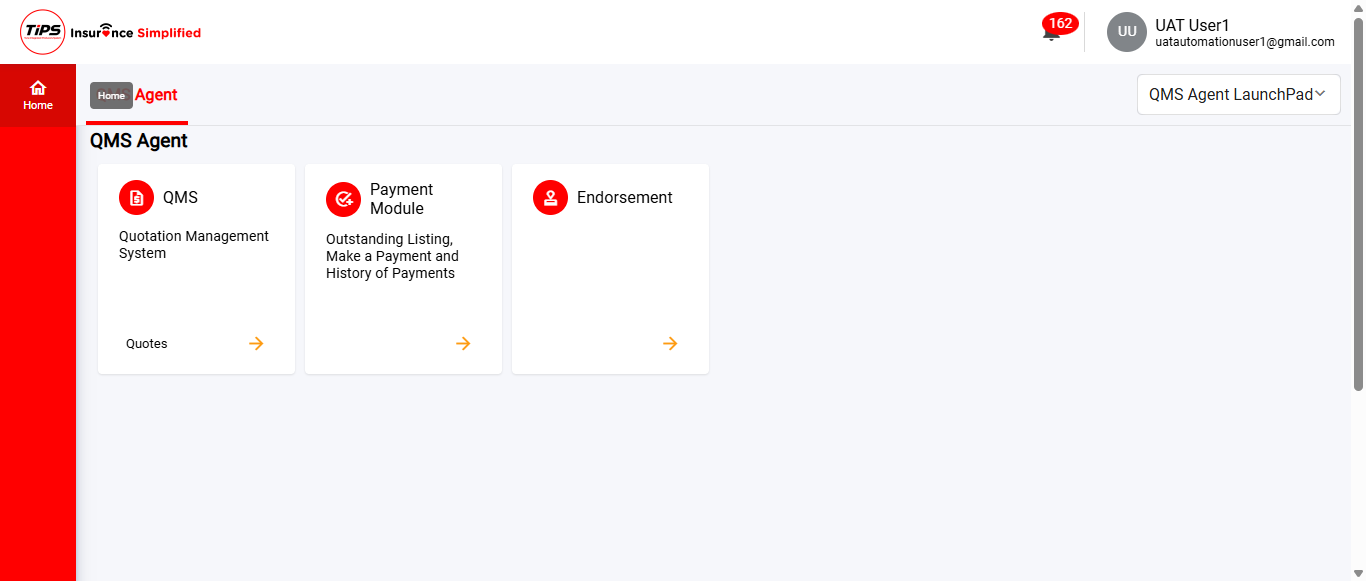 TiPS Insurance Simplified
162
UU
UAT User1
uatautomationuser1@gmail.com
Home
Home
Agent
QMS Agent LaunchPad
QMS Agent
QMS
Quotation Management
System
Quotes
Payment
Module
Outstanding Listing,
Make a Payment and
History of Payments
Endorsement